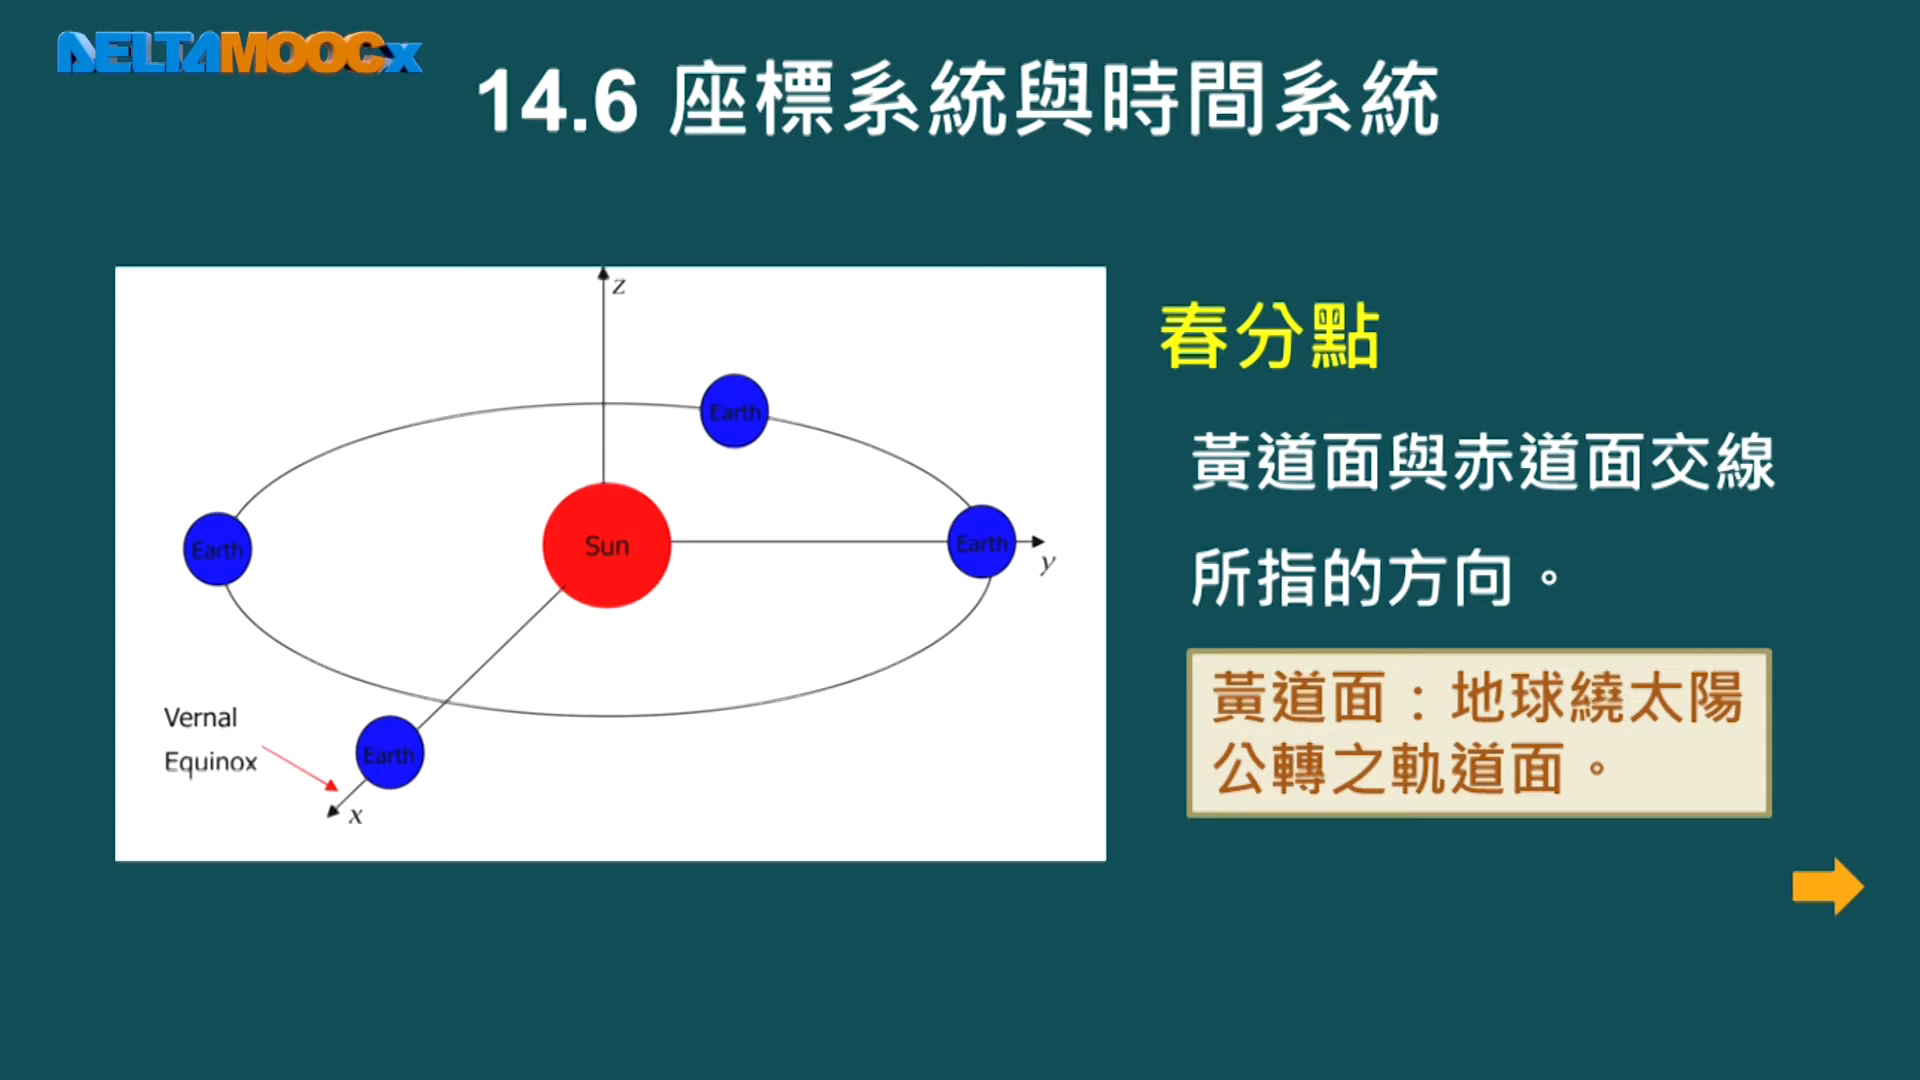 DELTAMOOCx
14.6 座標系統與時間系統
z
Earth
Earth
Sun
Earth
y
Vernal
Equinox
Earth
x
春分點
黃道面與赤道面交線
所指的方向。
黃道面：地球繞太陽
公轉之軌道面。